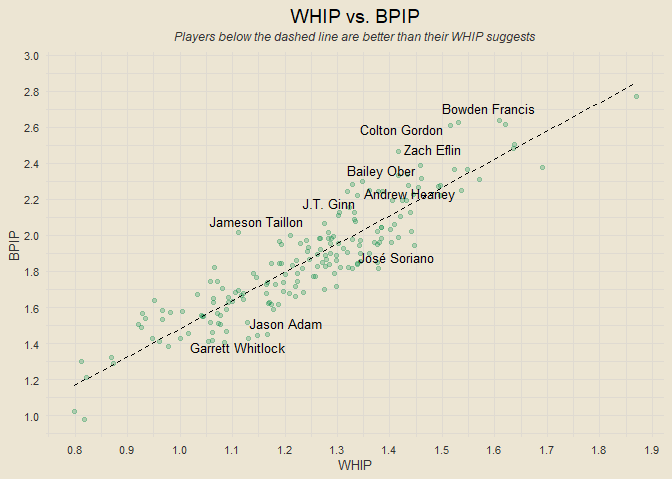 WHIP vs. BPIP
Players below the dashed line are better than their WHIP suggests
3.0
2.8
2.6
2.4
2.2
2.0
1.8
1.6
1.4
1.2
1.0
BPIP
Bowden Francis
Colton Gordon
Zach Eflin
Bailey Ober
Andrew Heaney
J.T. Ginn
Jameson Taillon
José Soriano
Jason Adam
Garrett Whitlock
0.8 0.9 1.0 1.1 1.2 1.3 1.4 1.5 1.6 1.7 1.8 1.9
WHIP